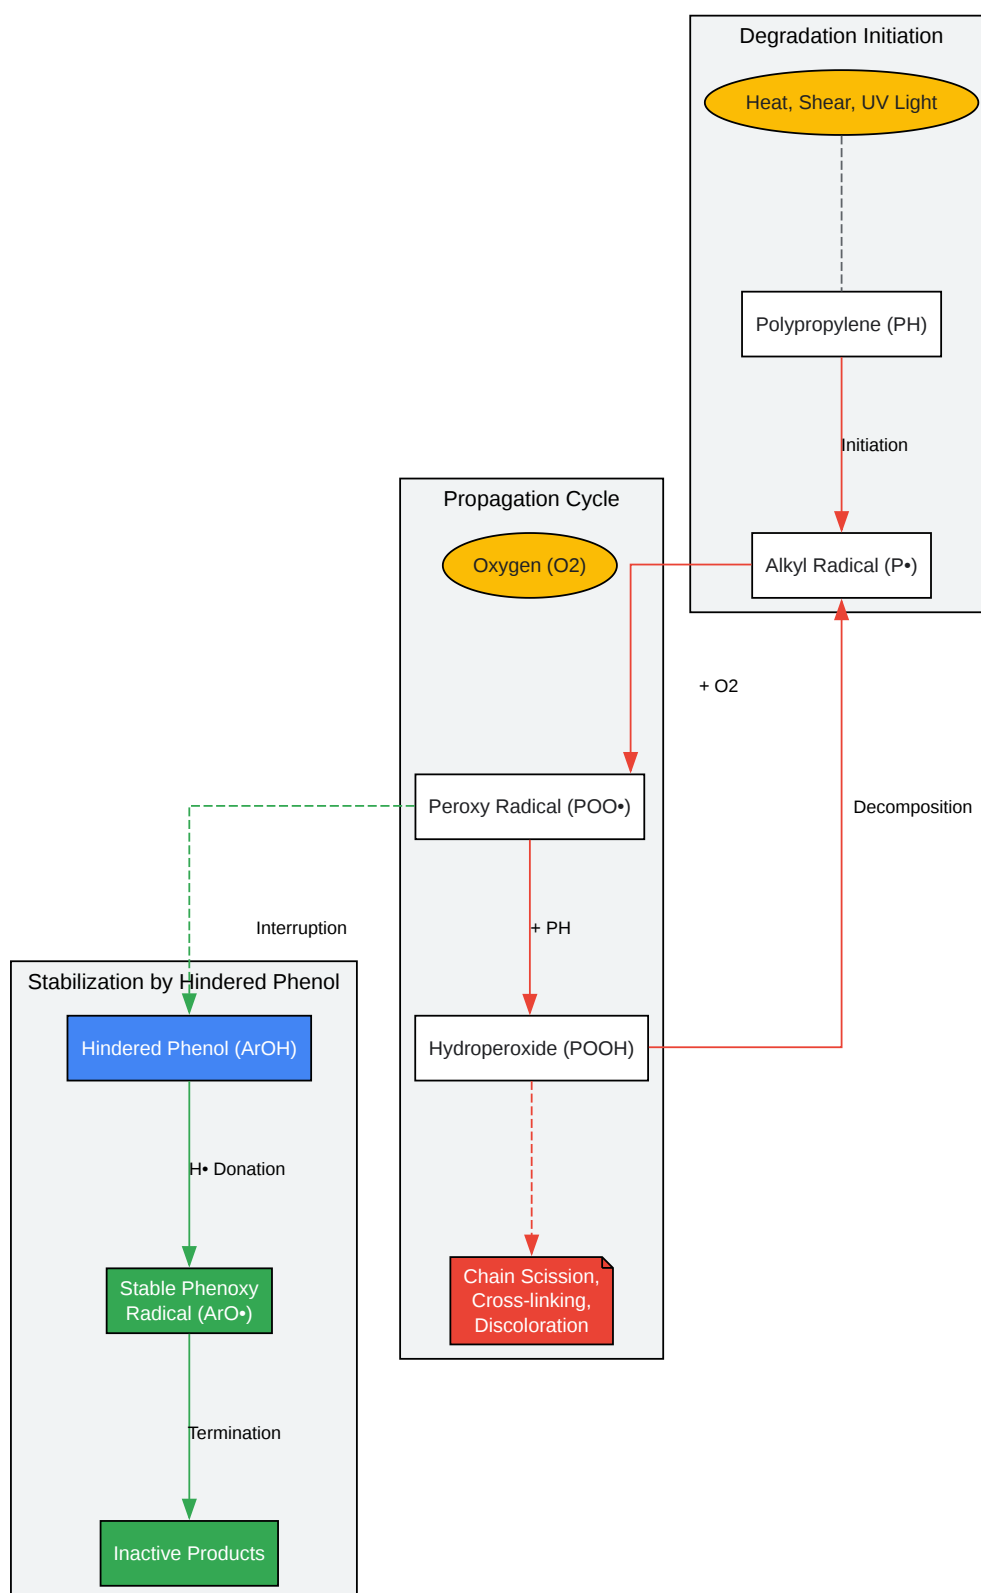 Degradation Initiation
Heat, Shear, UV Light
Polypropylene (PH)
Initiation
Propagation Cycle
Oxygen (O2)
Alkyl Radical (P•)
+ O2
Peroxy Radical (POO•)
Decomposition
Interruption
+ PH
Stabilization by Hindered Phenol
Hindered Phenol (ArOH)
Hydroperoxide (POOH)
H• Donation
Stable Phenoxy
Radical (ArO•)
Chain Scission,
Cross-linking,
Discoloration
Termination
Inactive Products